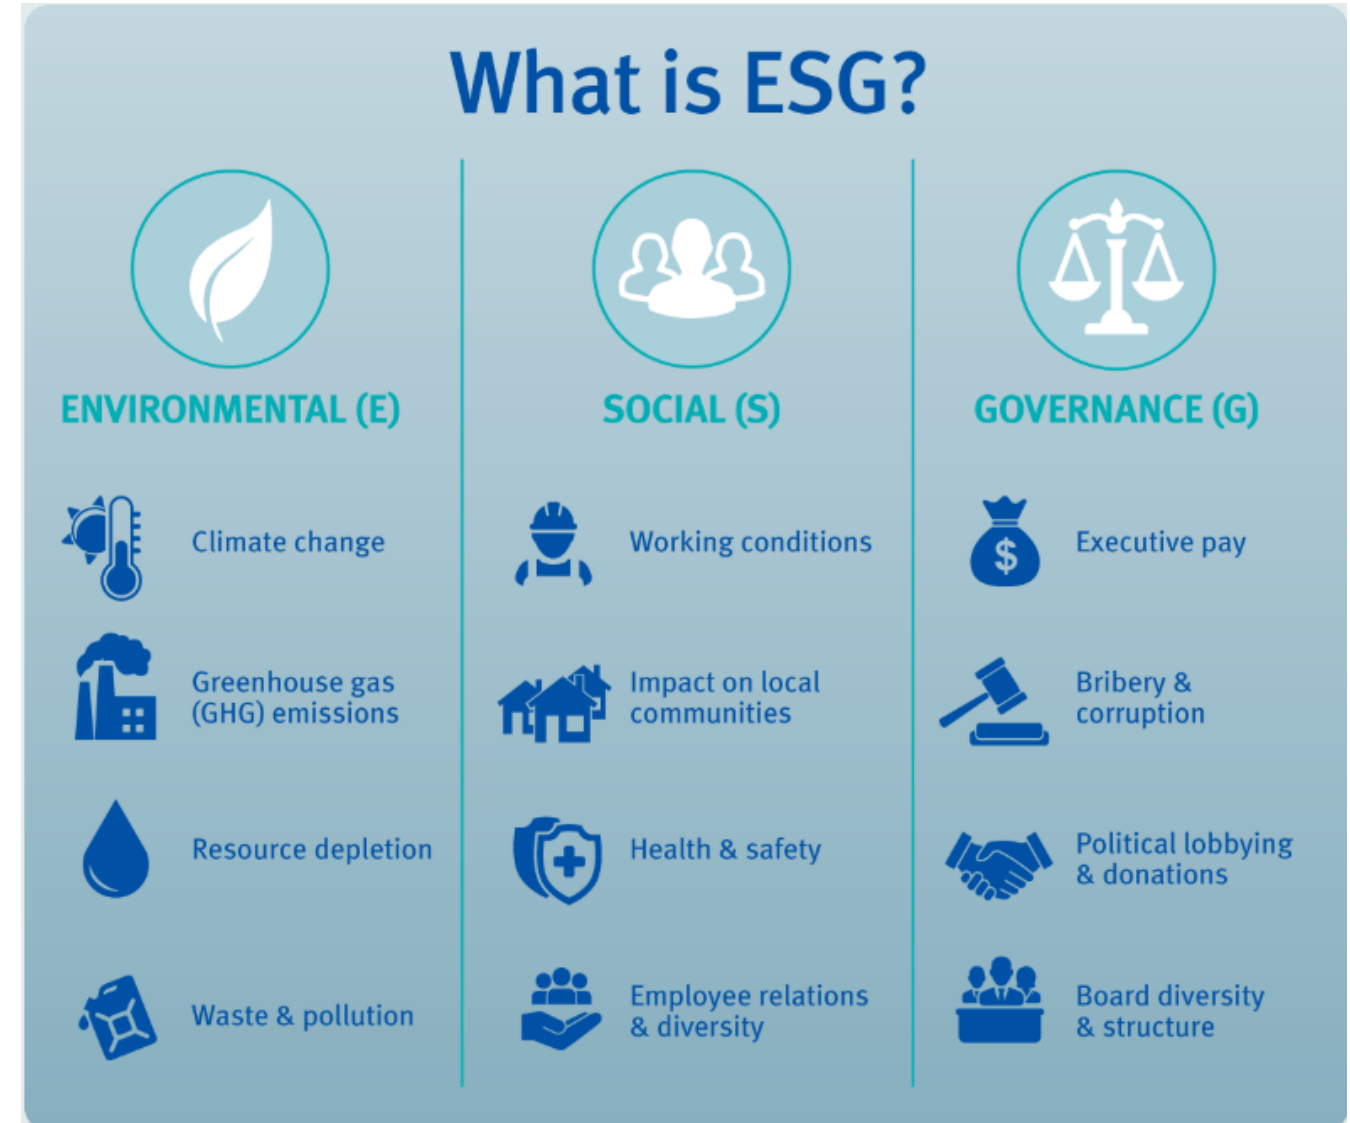 What is ESG?
ENVIRONMENTAL (E)
Climate change
Greenhouse gas
(GHG) emissions
Resource depletion
Waste & pollution
SOCIAL (S)
Working conditions
Impact on local
communities
Health & safety
Employee relations
& diversity
GOVERNANCE (G)
$
Executive pay
Bribery &
corruption
Political lobbying
& donations
Board diversity
& structure